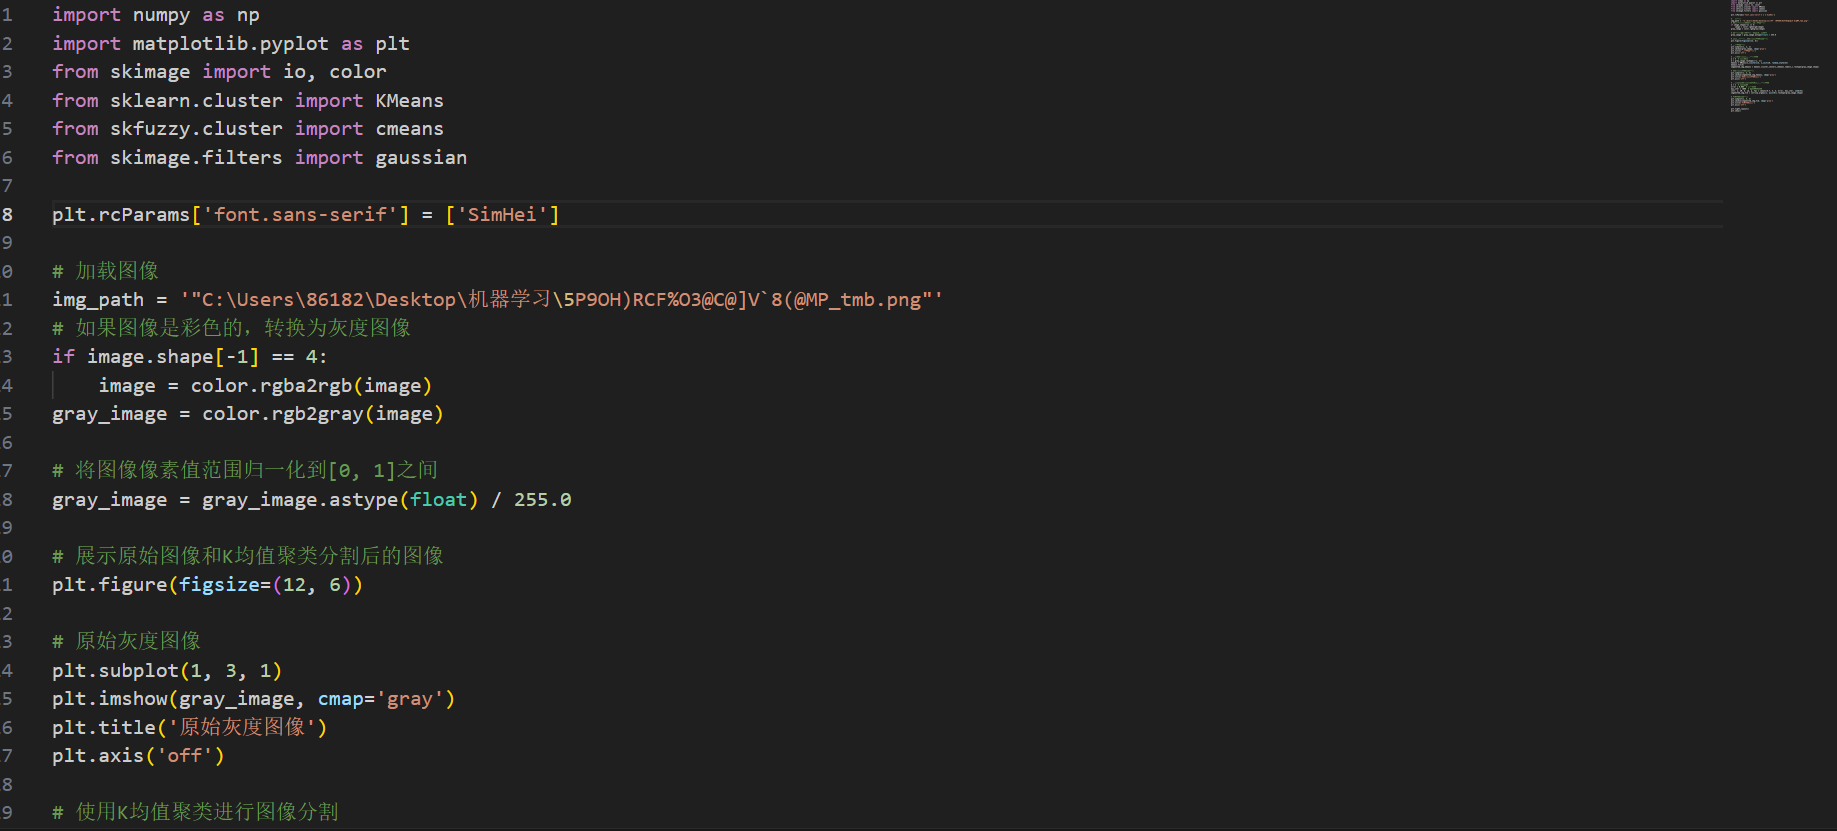 1 import numpy as np
2 import matplotlib.pyplot as plt
3 from skimage import io, color
4 from sklearn.cluster import KMeans
5 from skfuzzy.cluster import cmeans
6 from skimage.filters import gaussian
7
8 plt.rcParams['font.sans-serif'] = ['SimHei']
9
0 # 加载图像
1 img_path = '"C:\Users\86182\Desktop\机器学习\5P9OH)RCF%O3@C@]V`8(@MP_tmb.png"'
2 # 如果图像是彩色的，转换为灰度图像
3 if image.shape[-1] == 4:
4     image = color.rgba2rgb(image)
5 gray_image = color.rgb2gray(image)
6
7 # 将图像像素值范围归一化到[0, 1]之间
8 gray_image = gray_image.astype(float) / 255.0
9
0 # 展示原始图像和K均值聚类分割后的图像
1 plt.figure(figsize=(12, 6))
2
3 # 原始灰度图像
4 plt.subplot(1, 3, 1)
5 plt.imshow(gray_image, cmap='gray')
6 plt.title('原始灰度图像')
7 plt.axis('off')
8
9 # 使用K均值聚类进行图像分割